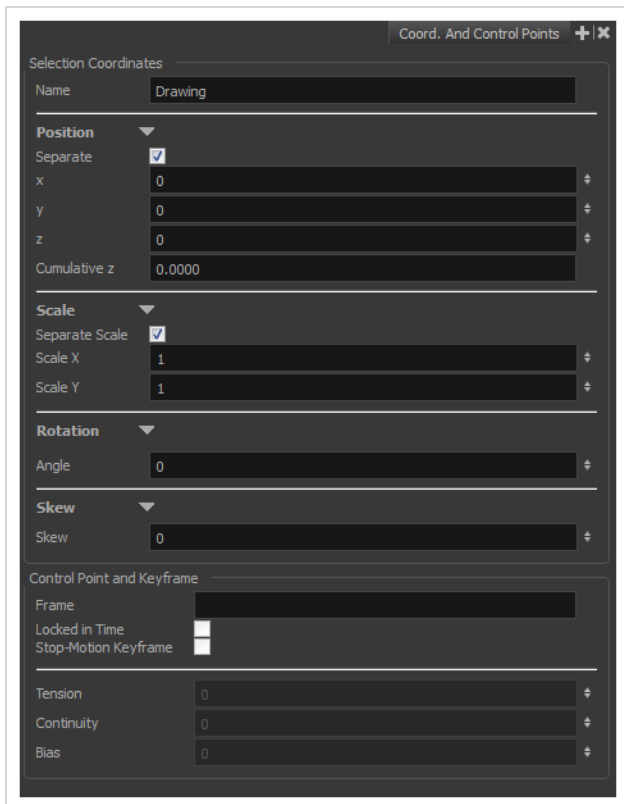 Coord. And Control Points
Selection Coordinates
Name Drawing
Position
Separate
x 0
y 0
z 0
Cumulative z 0.0000
Scale
Separate Scale
Scale X 1
Scale Y 1
Rotation
Angle 0
Skew
Skew 0
Control Point and Keyframe
Frame
Locked in Time
Stop-Motion Keyframe
Tension 0
Continuity 0
Bias 0